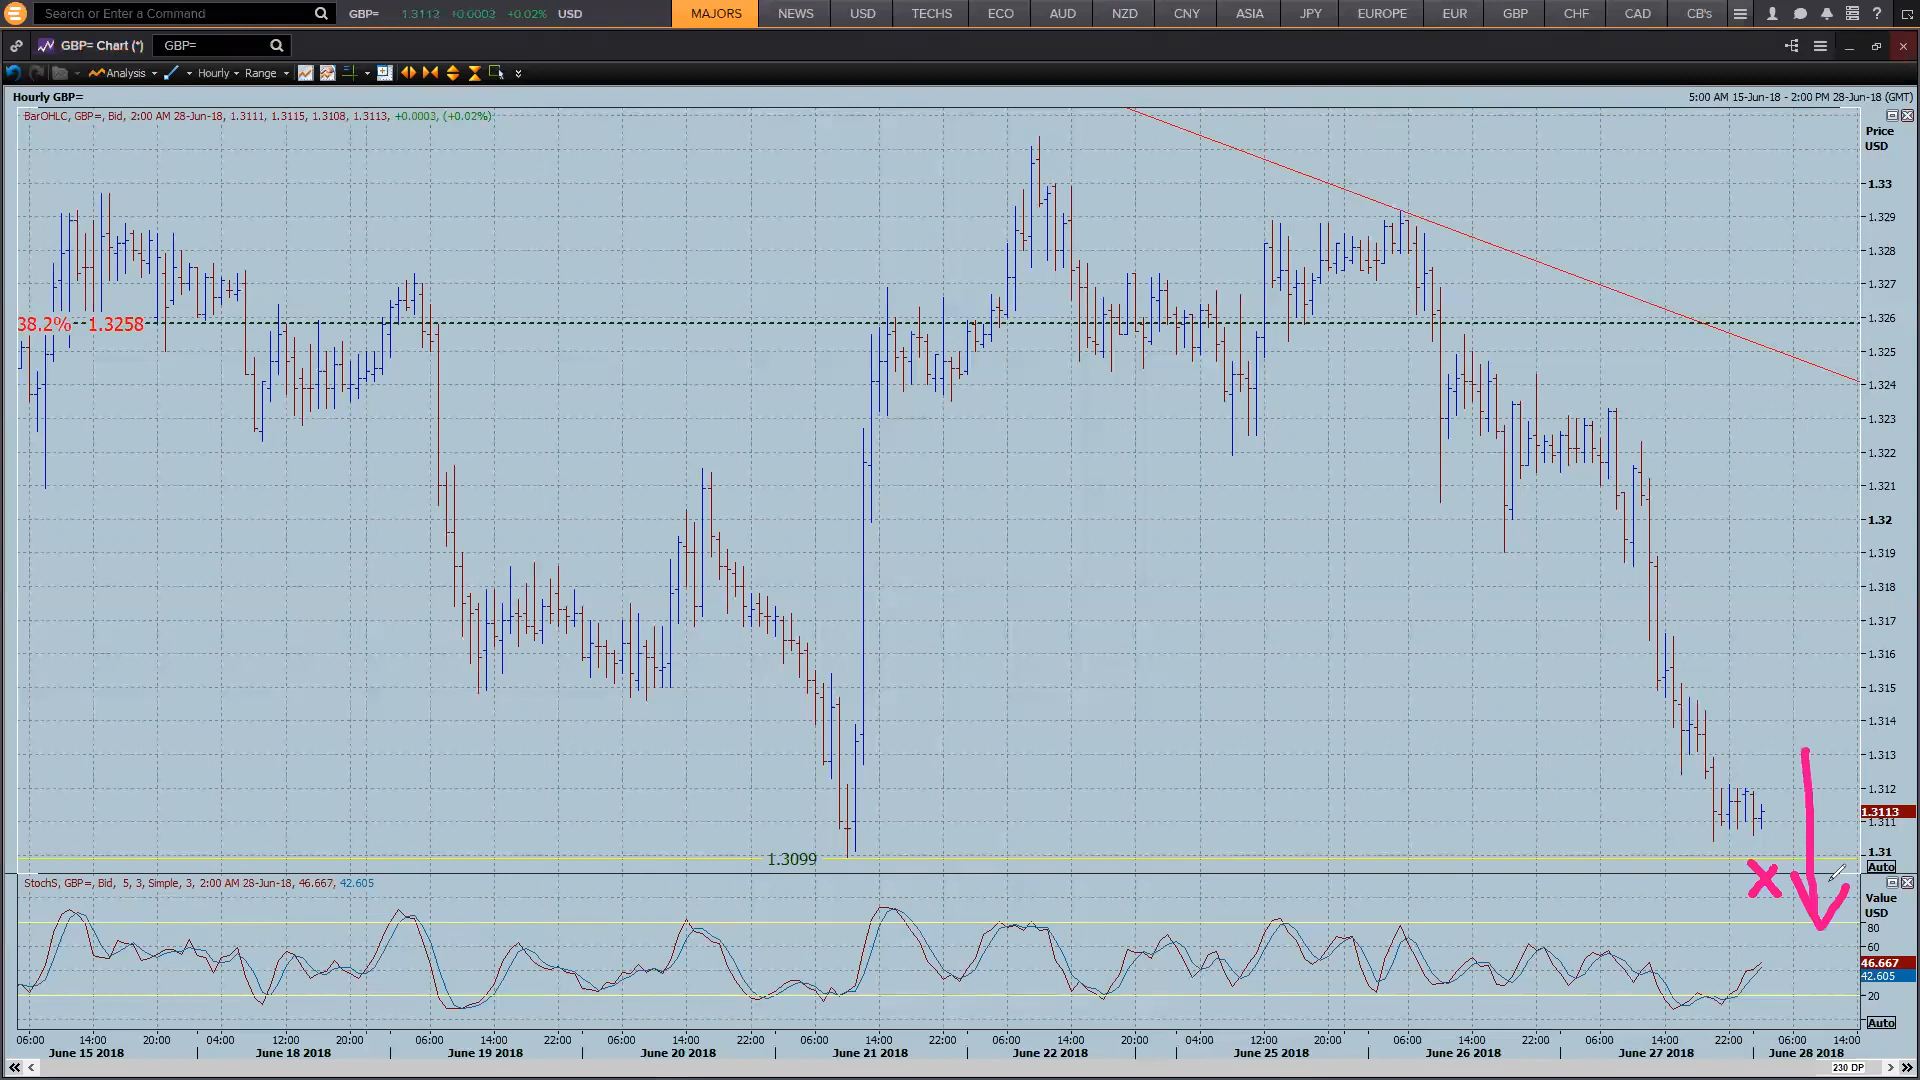 Search or Enter a Command GBP= 1.3112 +0.0002 +0.02% USD MAJORS NEWS USD TECHS ECO AUD NZD CNY ASIA JPY EUROPE EUR GBP CHF CAD CB's ?
GBP= Chart (*) GBP=
Analysis Hourly Range
Hourly GBP= 5:00 AM 15-Jun-18 - 2:00 PM 28-Jun-18 (GMT)
BarOHLC, GBP=, Bid, 2:00 AM 28-Jun-18, 1.3111, 1.3115, 1.3108, 1.3113, +0.0003, (+0.02%)
Price
USD
1.33
1.329
1.328
1.327
38.2% 1.3258
1.326
1.325
1.324
1.323
1.322
1.321
1.32
1.319
1.318
1.317
1.316
1.315
1.314
1.313
1.312
1.3113
1.311
1.31
1.3099
Auto
X
StochS, GBP=, Bid, 5, 3, Simple, 3, 2:00 AM 28-Jun-18, 46.667, 42.605
Value
USD
80
60
46.667
42.605
20
Auto
06:00 14:00 20:00 06:00 12:00 20:00 06:00 14:00 22:00 06:00 14:00 22:00 06:00 14:00 22:00 06:00 14:00 20:00 04:00 12:00 20:00 06:00 14:00 22:00 06:00 14:00 22:00 06:00 14:00
June 15 2018 June 18 2018 June 19 2018 June 20 2018 June 21 2018 June 22 2018 June 25 2018 June 26 2018 June 27 2018 June 28 2018
230 DP